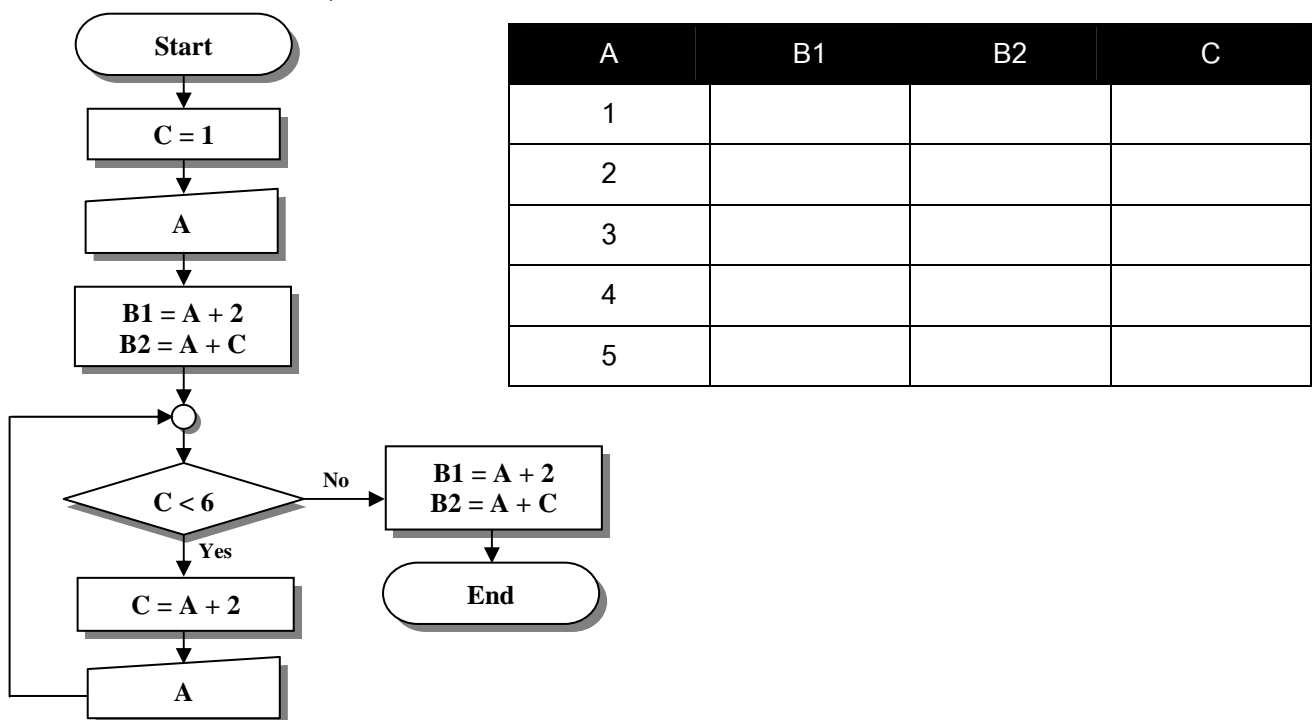 Start
C = 1
A
B1 = A + 2
B2 = A + C
C < 6
No
Yes
B1 = A + 2
B2 = A + C
End
C = A + 2
A
A B1 B2 C
1
2
3
4
5